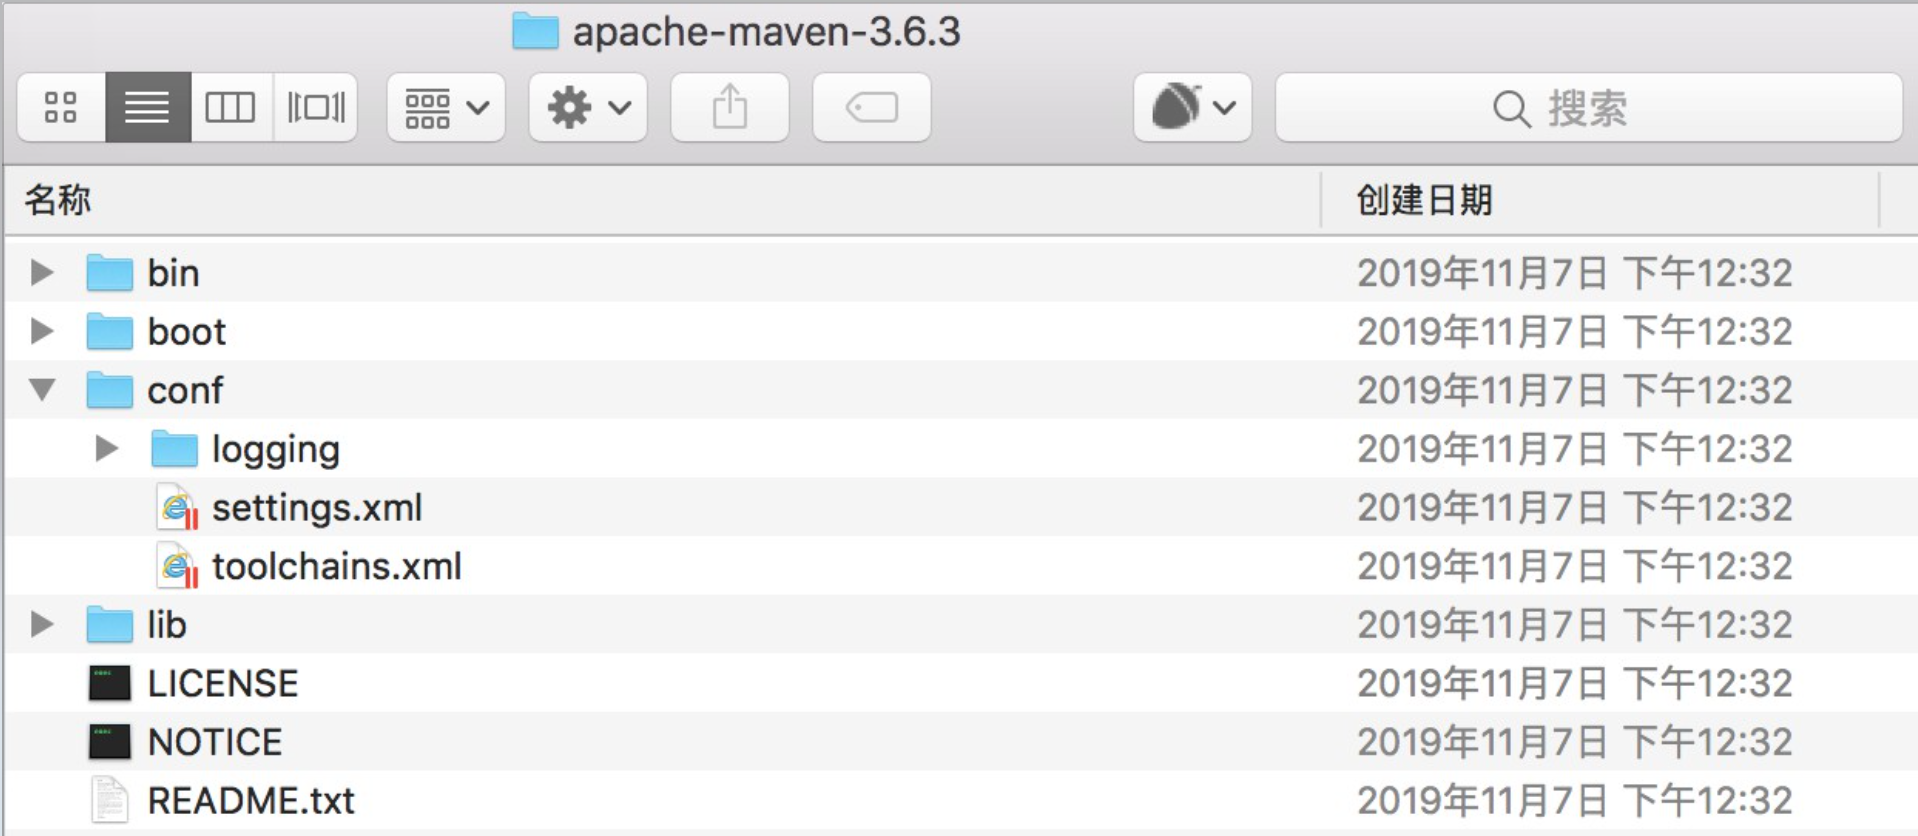 apache-maven-3.6.3
搜索
名称 创建日期
bin 2019年11月7日 下午12:32
boot 2019年11月7日 下午12:32
conf 2019年11月7日 下午12:32
logging 2019年11月7日 下午12:32
settings.xml 2019年11月7日 下午12:32
toolchains.xml 2019年11月7日 下午12:32
lib 2019年11月7日 下午12:32
LICENSE 2019年11月7日 下午12:32
NOTICE 2019年11月7日 下午12:32
README.txt 2019年11月7日 下午12:32